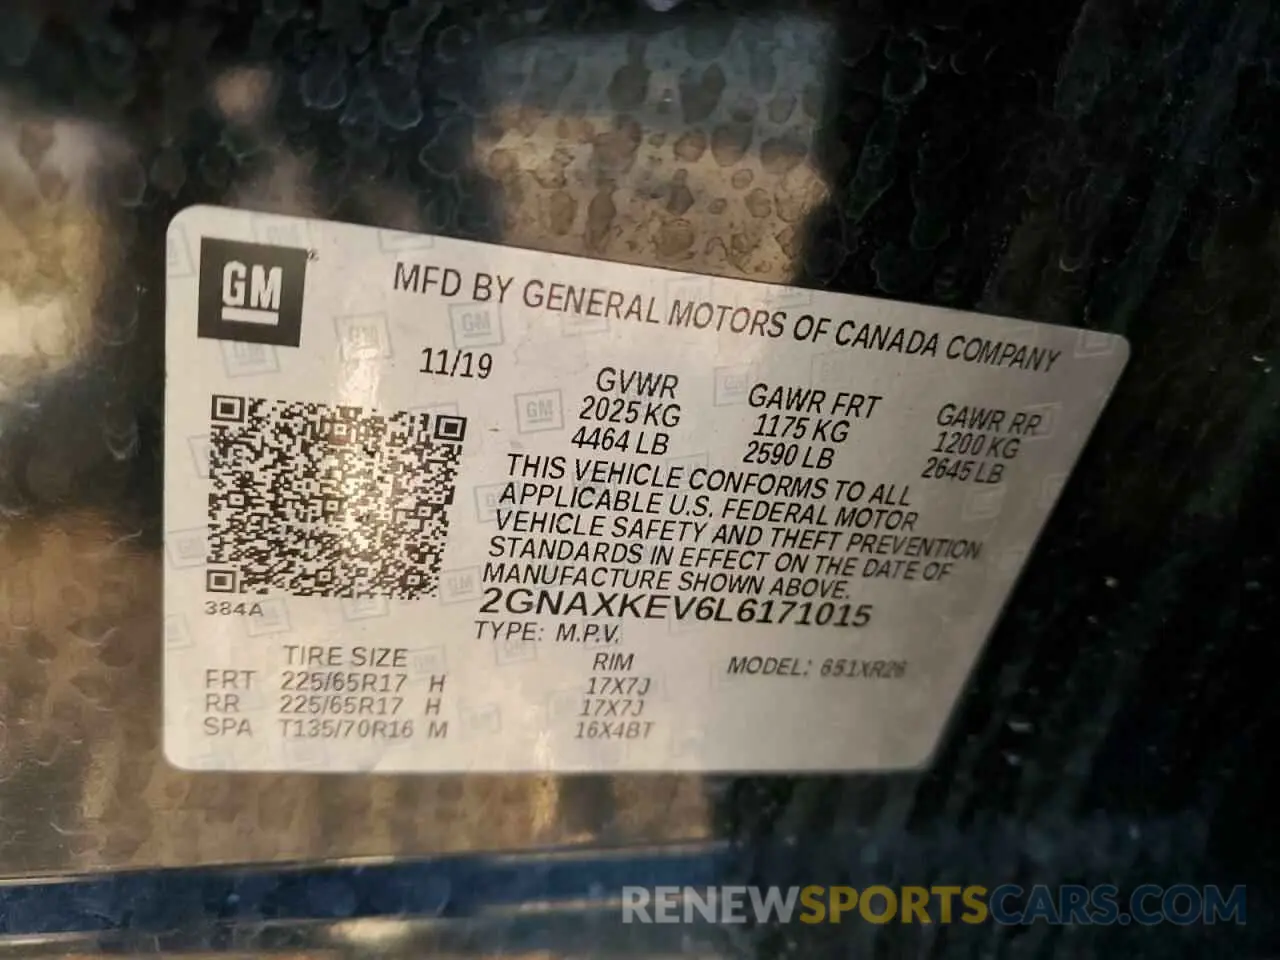 GM
MFD BY GENERAL MOTORS OF CANADA COMPANY
11/19
GVWR
2025 KG
4464 LB
GAWR FRT
1175 KG
2590 LB
GAWR RR
1200 KG
2645 LB
THIS VEHICLE CONFORMS TO ALL
APPLICABLE U.S. FEDERAL MOTOR
VEHICLE SAFETY AND THEFT PREVENTION
STANDARDS IN EFFECT ON THE DATE OF
MANUFACTURE SHOWN ABOVE.
2GNAXKEV6L6171015
TYPE: M.P.V.
MODEL: 651XR26
384A
TIRE SIZE RIM
FRT 225/65R17 H 17X7J
RR 225/65R17 H 17X7J
SPA T135/70R16 M 16X4BT
RENEWSPORTSCARS.COM